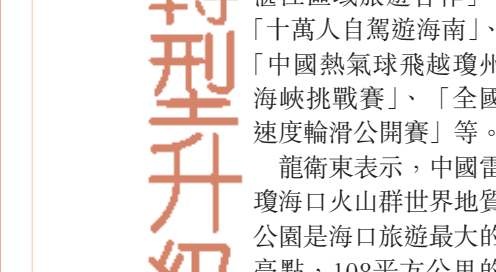 轉型升級
「十萬人自駕遊海南」、
「中國熱氣球飛越瓊州
海峽挑戰賽」、「全國
速度輪滑公開賽」等。
龍衛東表示，中國雷
瓊海口火山群世界地質
公園是海口旅遊最大的